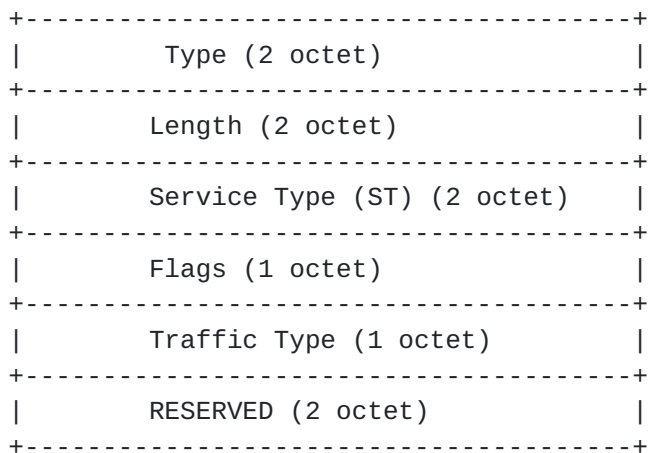 Type (2 octet)
Length (2 octet)
Service Type (ST) (2 octet)
Flags (1 octet)
Traffic Type (1 octet)
RESERVED (2 octet)